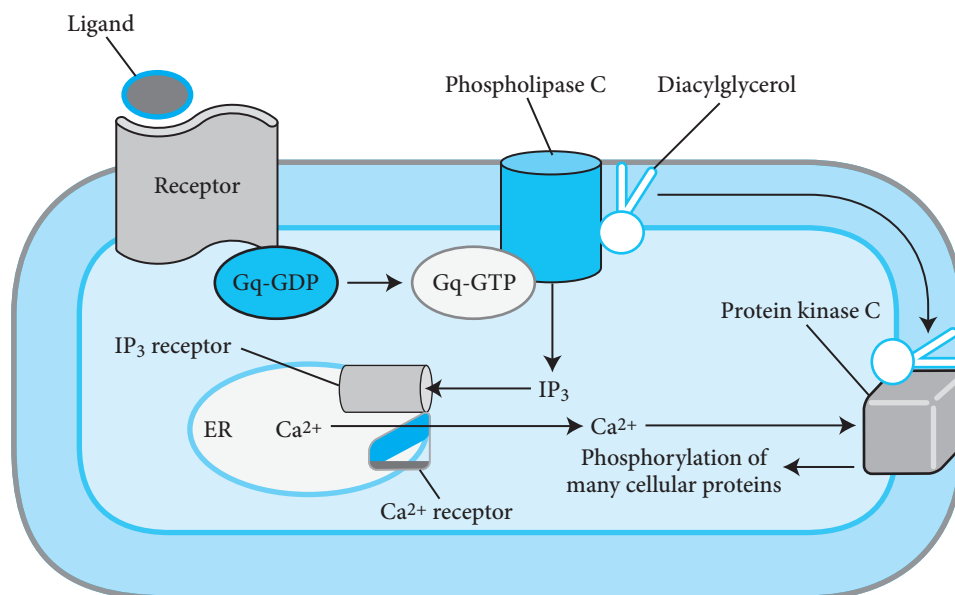 Ligand
Phospholipase C
Diacylglycerol
Receptor
Gq-GDP
Gq-GTP
Protein kinase C
IP₃ receptor
IP₃
ER
Ca²⁺
Ca²⁺
Phosphorylation of
many cellular proteins
Ca²⁺ receptor